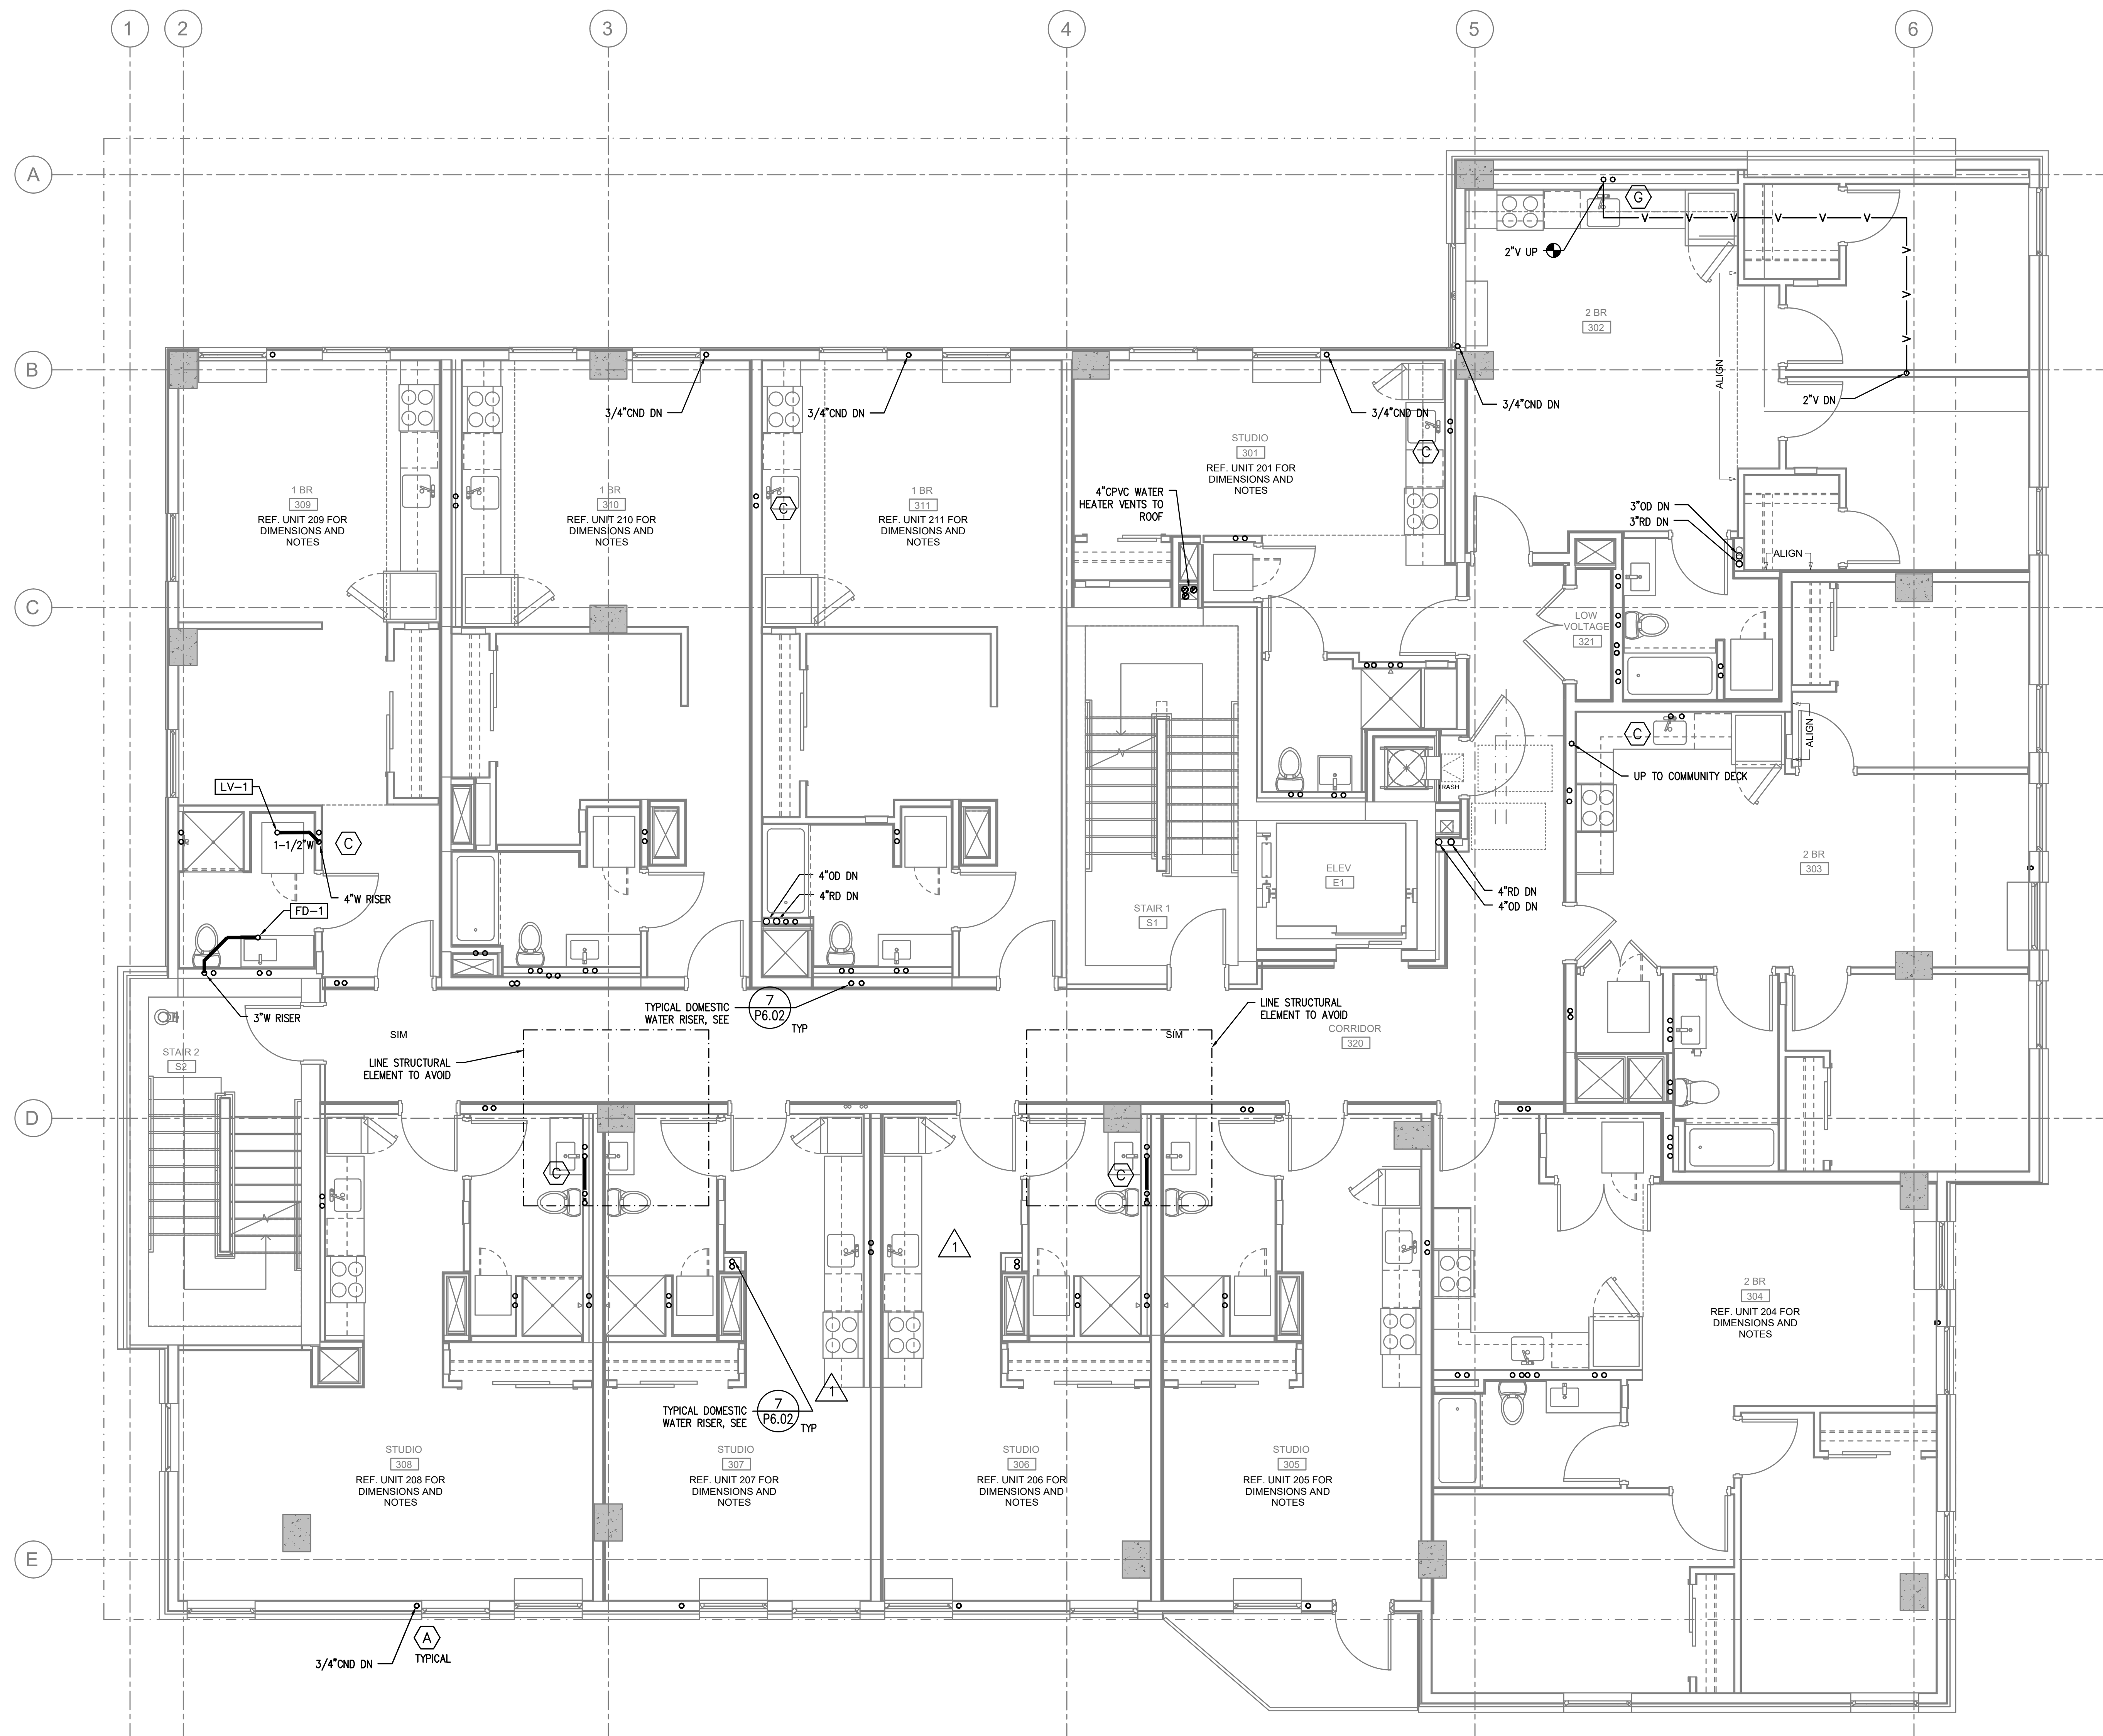 1
2
3
4
5
6
A
G
2"V UP
V V V V V V
V
V
V
2 BR
302
ALIGN
B
3/4"CND DN
3/4"CND DN
3/4"CND DN
3/4"CND DN
2"V DN
STUDIO
301
REF. UNIT 201 FOR
DIMENSIONS AND
NOTES
C
1 BR
309
REF. UNIT 209 FOR
DIMENSIONS AND
NOTES
1 BR
310
REF. UNIT 210 FOR
DIMENSIONS AND
NOTES
C
1 BR
311
REF. UNIT 211 FOR
DIMENSIONS AND
NOTES
4"CPVC WATER
HEATER VENTS TO
ROOF
3"OD DN
3"RD DN
ALIGN
C
LOW
VOLTAGE
321
C
ALIGN
UP TO COMMUNITY DECK
TRASH
LV-1
1-1/2"W
C
4"W RISER
FD-1
3"W RISER
4"OD DN
4"RD DN
ELEV
E1
4"RD DN
4"OD DN
2 BR
303
STAIR 1
S1
TYPICAL DOMESTIC
WATER RISER, SEE
7
P6.02
TYP
LINE STRUCTURAL
ELEMENT TO AVOID
SIM
SIM
CORRIDOR
320
STAIR 2
S2
LINE STRUCTURAL
ELEMENT TO AVOID
D
C
C
1
2 BR
304
REF. UNIT 204 FOR
DIMENSIONS AND
NOTES
1
TYPICAL DOMESTIC
WATER RISER, SEE
7
P6.02
TYP
STUDIO
308
REF. UNIT 208 FOR
DIMENSIONS AND
NOTES
STUDIO
307
REF. UNIT 207 FOR
DIMENSIONS AND
NOTES
STUDIO
306
REF. UNIT 206 FOR
DIMENSIONS AND
NOTES
STUDIO
305
REF. UNIT 205 FOR
DIMENSIONS AND
NOTES
E
A
TYPICAL
3/4"CND DN